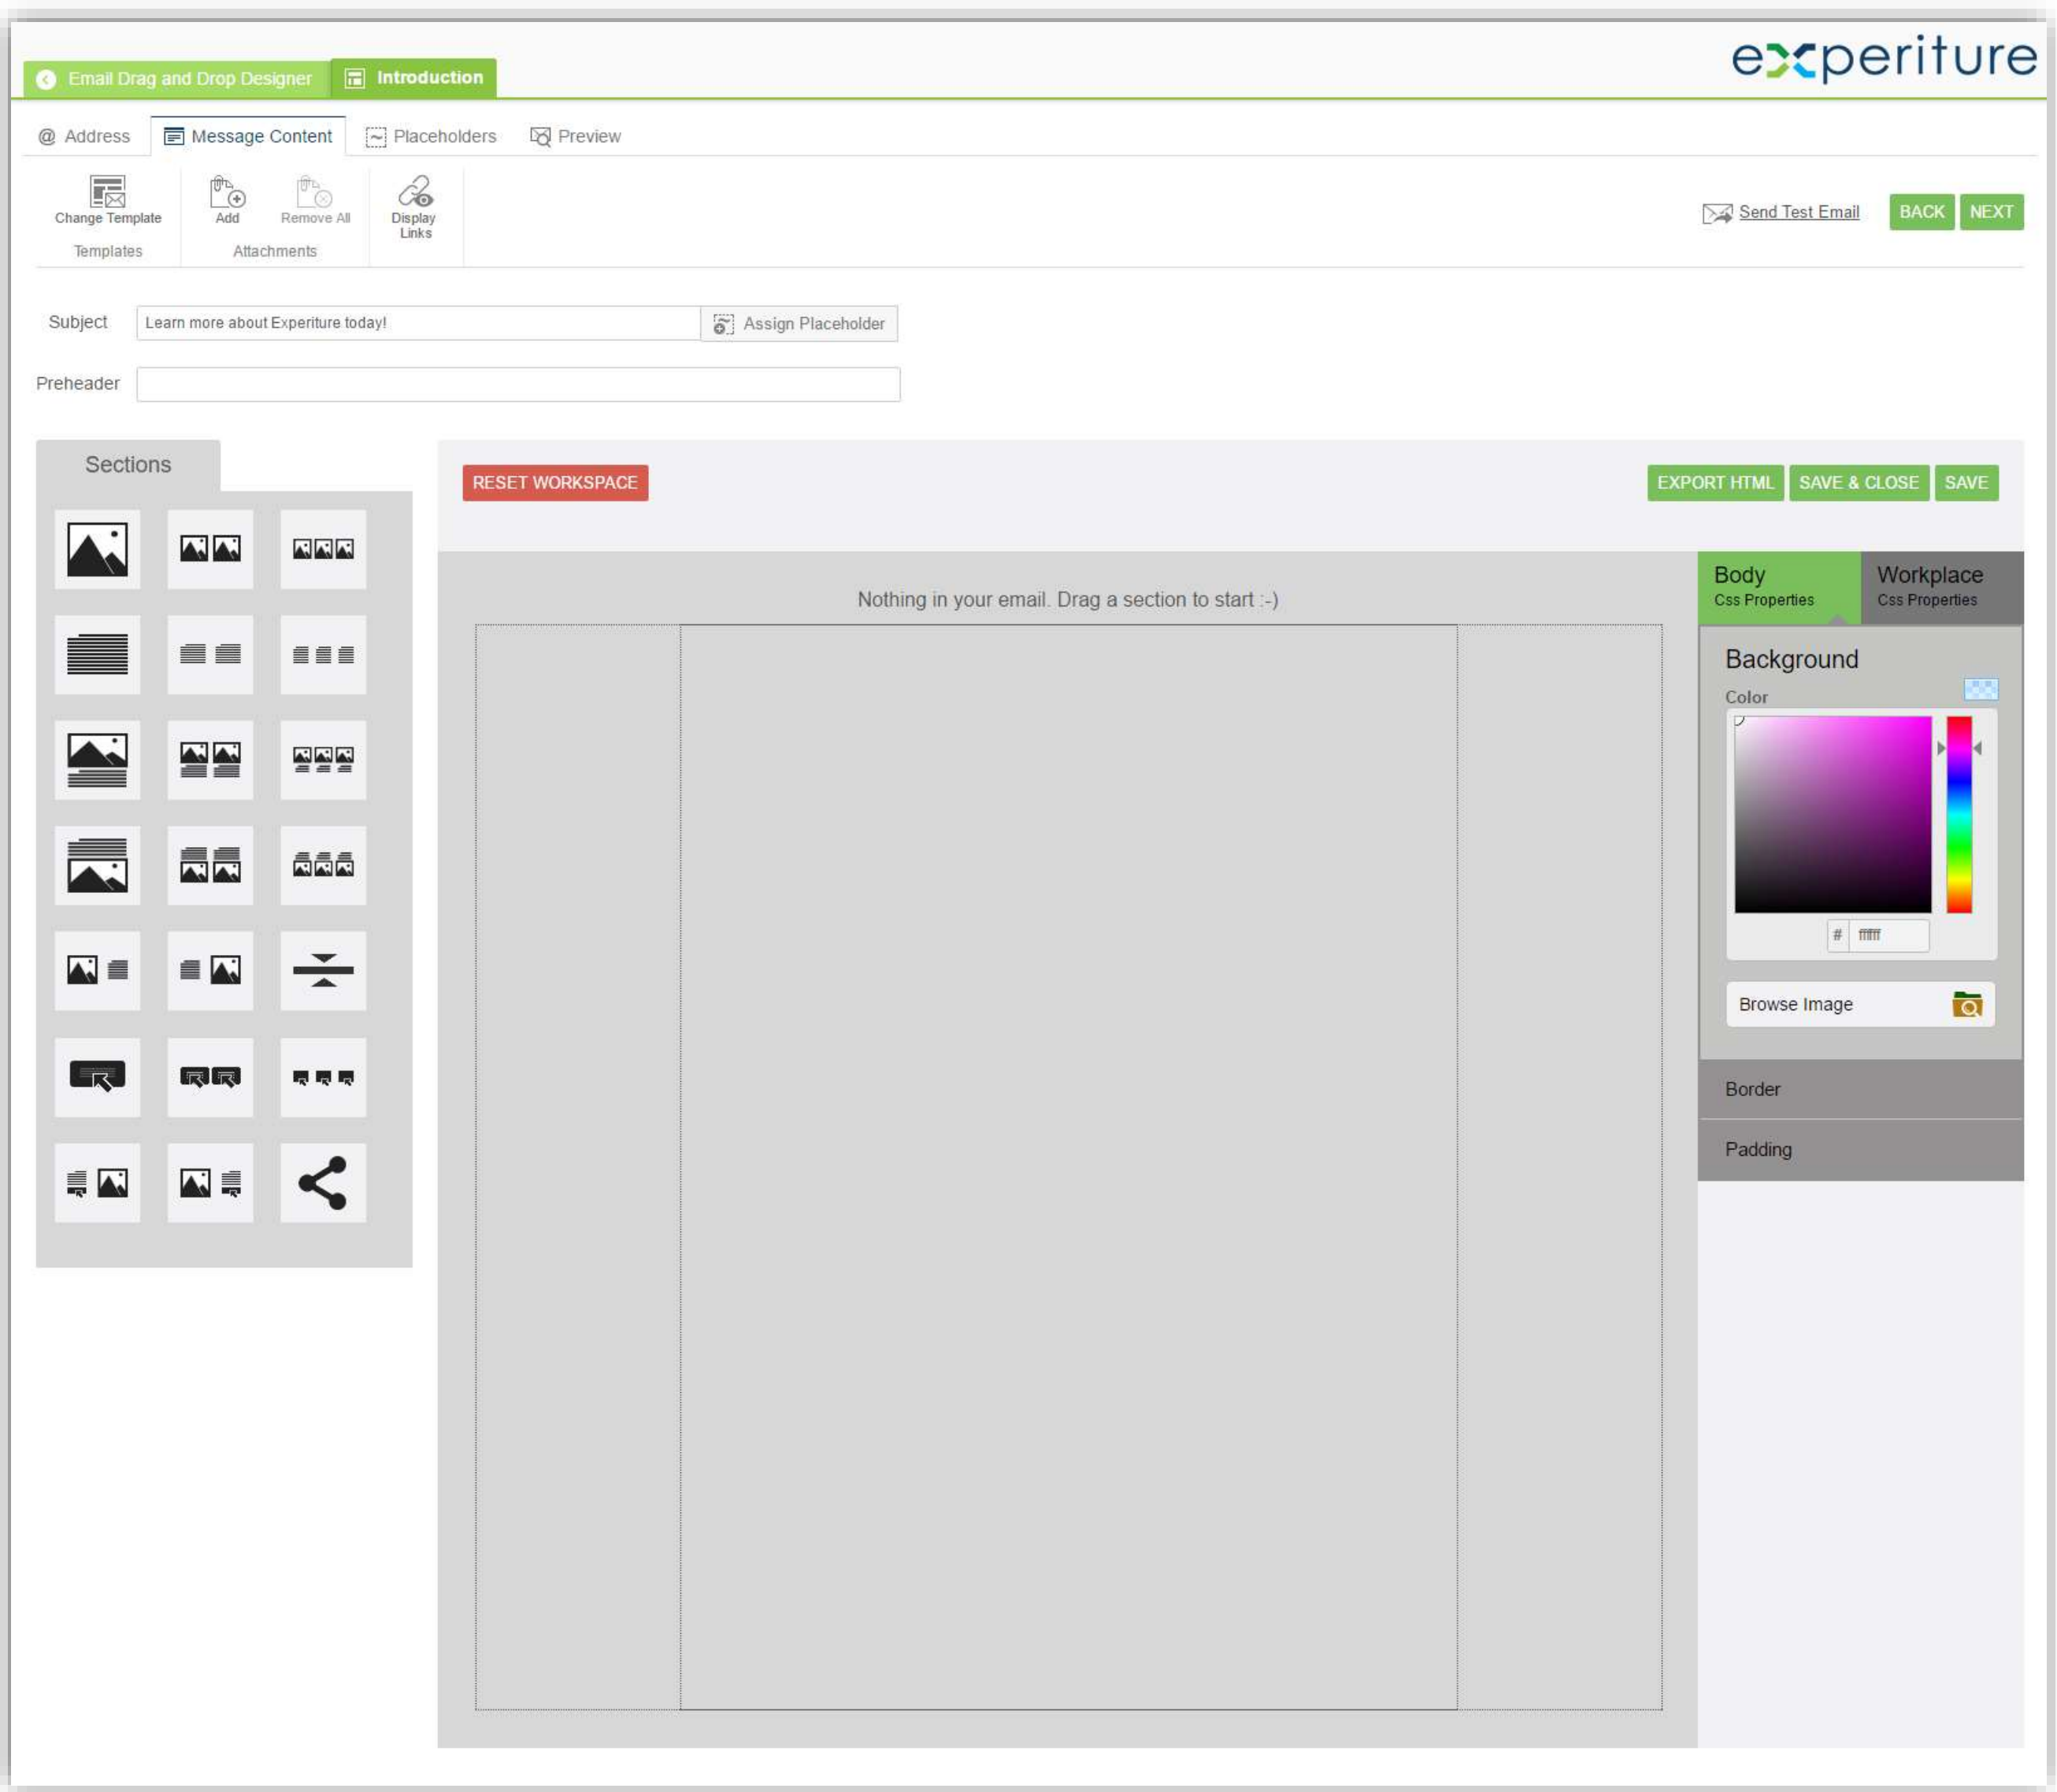 experiture
Email Drag and Drop Designer
Introduction
@ Address
Message Content
Placeholders
Preview
Change Template
Add
Remove All
Display
Links
Templates
Attachments
Send Test Email
BACK
NEXT
Subject
Learn more about Experiture today!
Assign Placeholder
Preheader
Sections
RESET WORKSPACE
EXPORT HTML
SAVE & CLOSE
SAVE
Nothing in your email. Drag a section to start :-)
Body
Css Properties
Workplace
Css Properties
Background
Color
# ffffff
Browse Image
Border
Padding